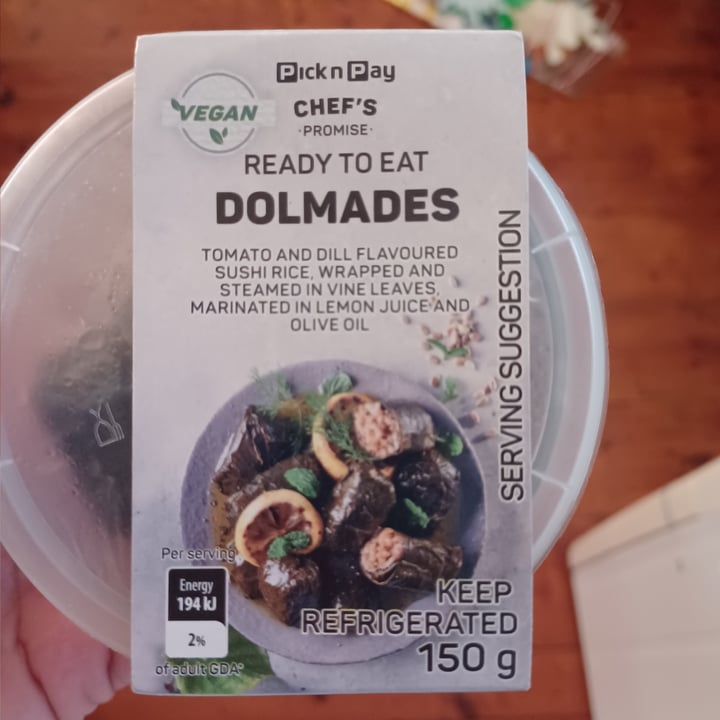 Pick n Pay
VEGAN
CHEF'S
·PROMISE·
READY TO EAT
DOLMADES
TOMATO AND DILL FLAVOURED
SUSHI RICE, WRAPPED AND
STEAMED IN VINE LEAVES,
MARINATED IN LEMON JUICE AND
OLIVE OIL
SERVING SUGGESTION
Per serving
Energy
194 kJ
2%
of adult GDA*
KEEP
REFRIGERATED
150 g